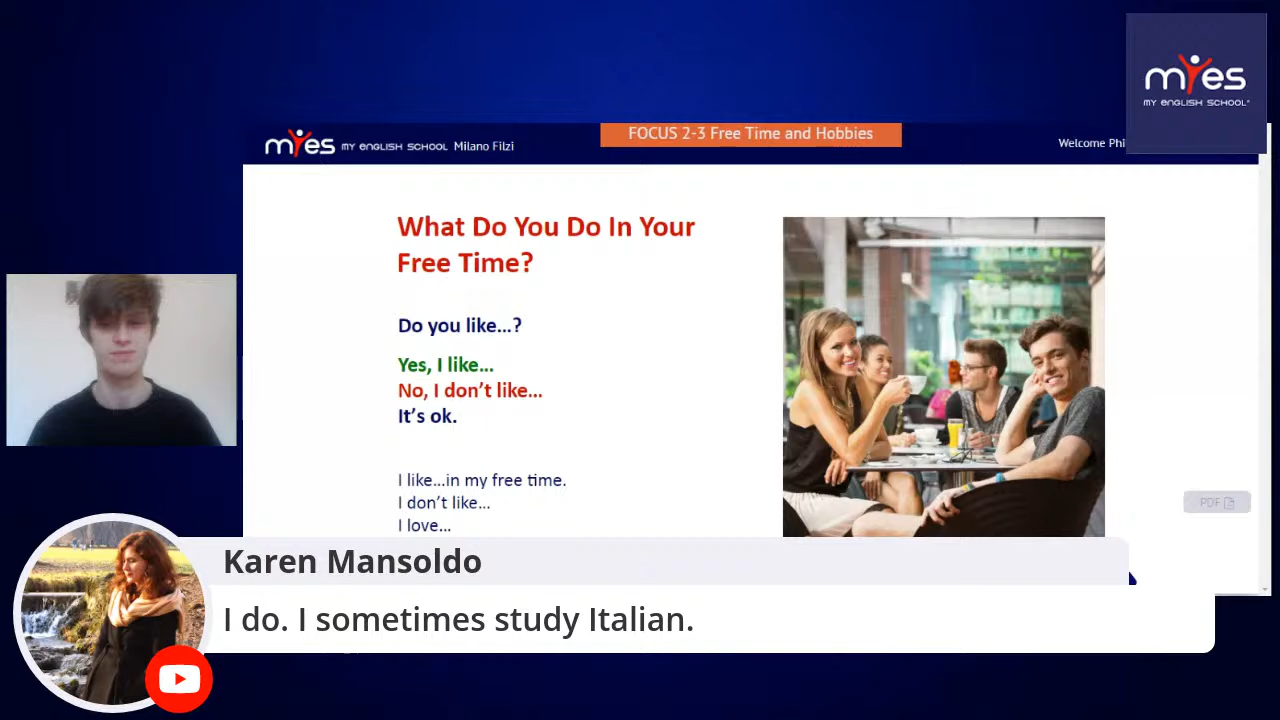 myes
MY ENGLISH SCHOOL
myes MY ENGLISH SCHOOL Milano Filzi
FOCUS 2-3 Free Time and Hobbies
Welcome Phi
What Do You Do In Your
Free Time?
Do you like...?
Yes, I like...
No, I don't like...
It's ok.
I like...in my free time.
I don't like...
I love...
PDF
Karen Mansoldo
I do. I sometimes study Italian.